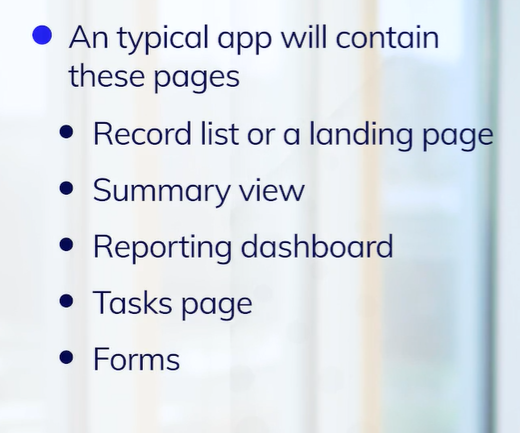 An typical app will contain
these pages
Record list or a landing page
Summary view
Reporting dashboard
Tasks page
Forms